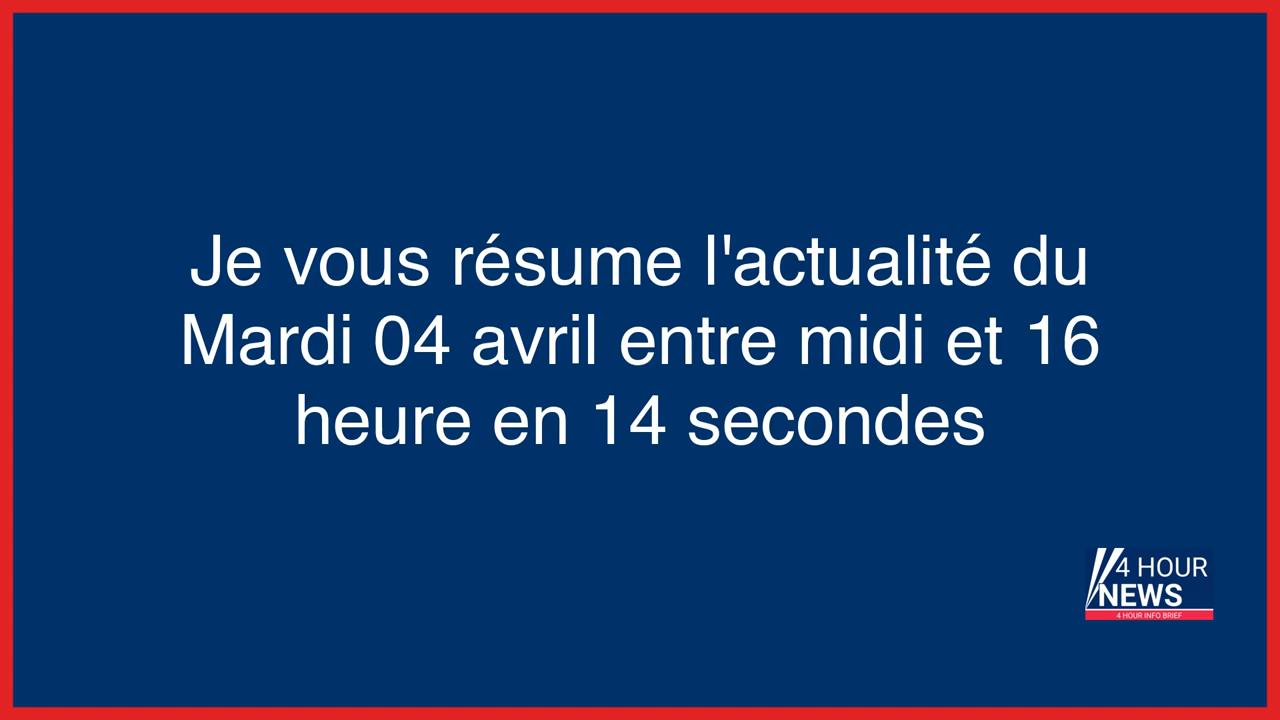 Je vous résume l'actualité du
Mardi 04 avril entre midi et 16
heure en 14 secondes
4 HOUR
NEWS
4 HOUR INFO BRIEF